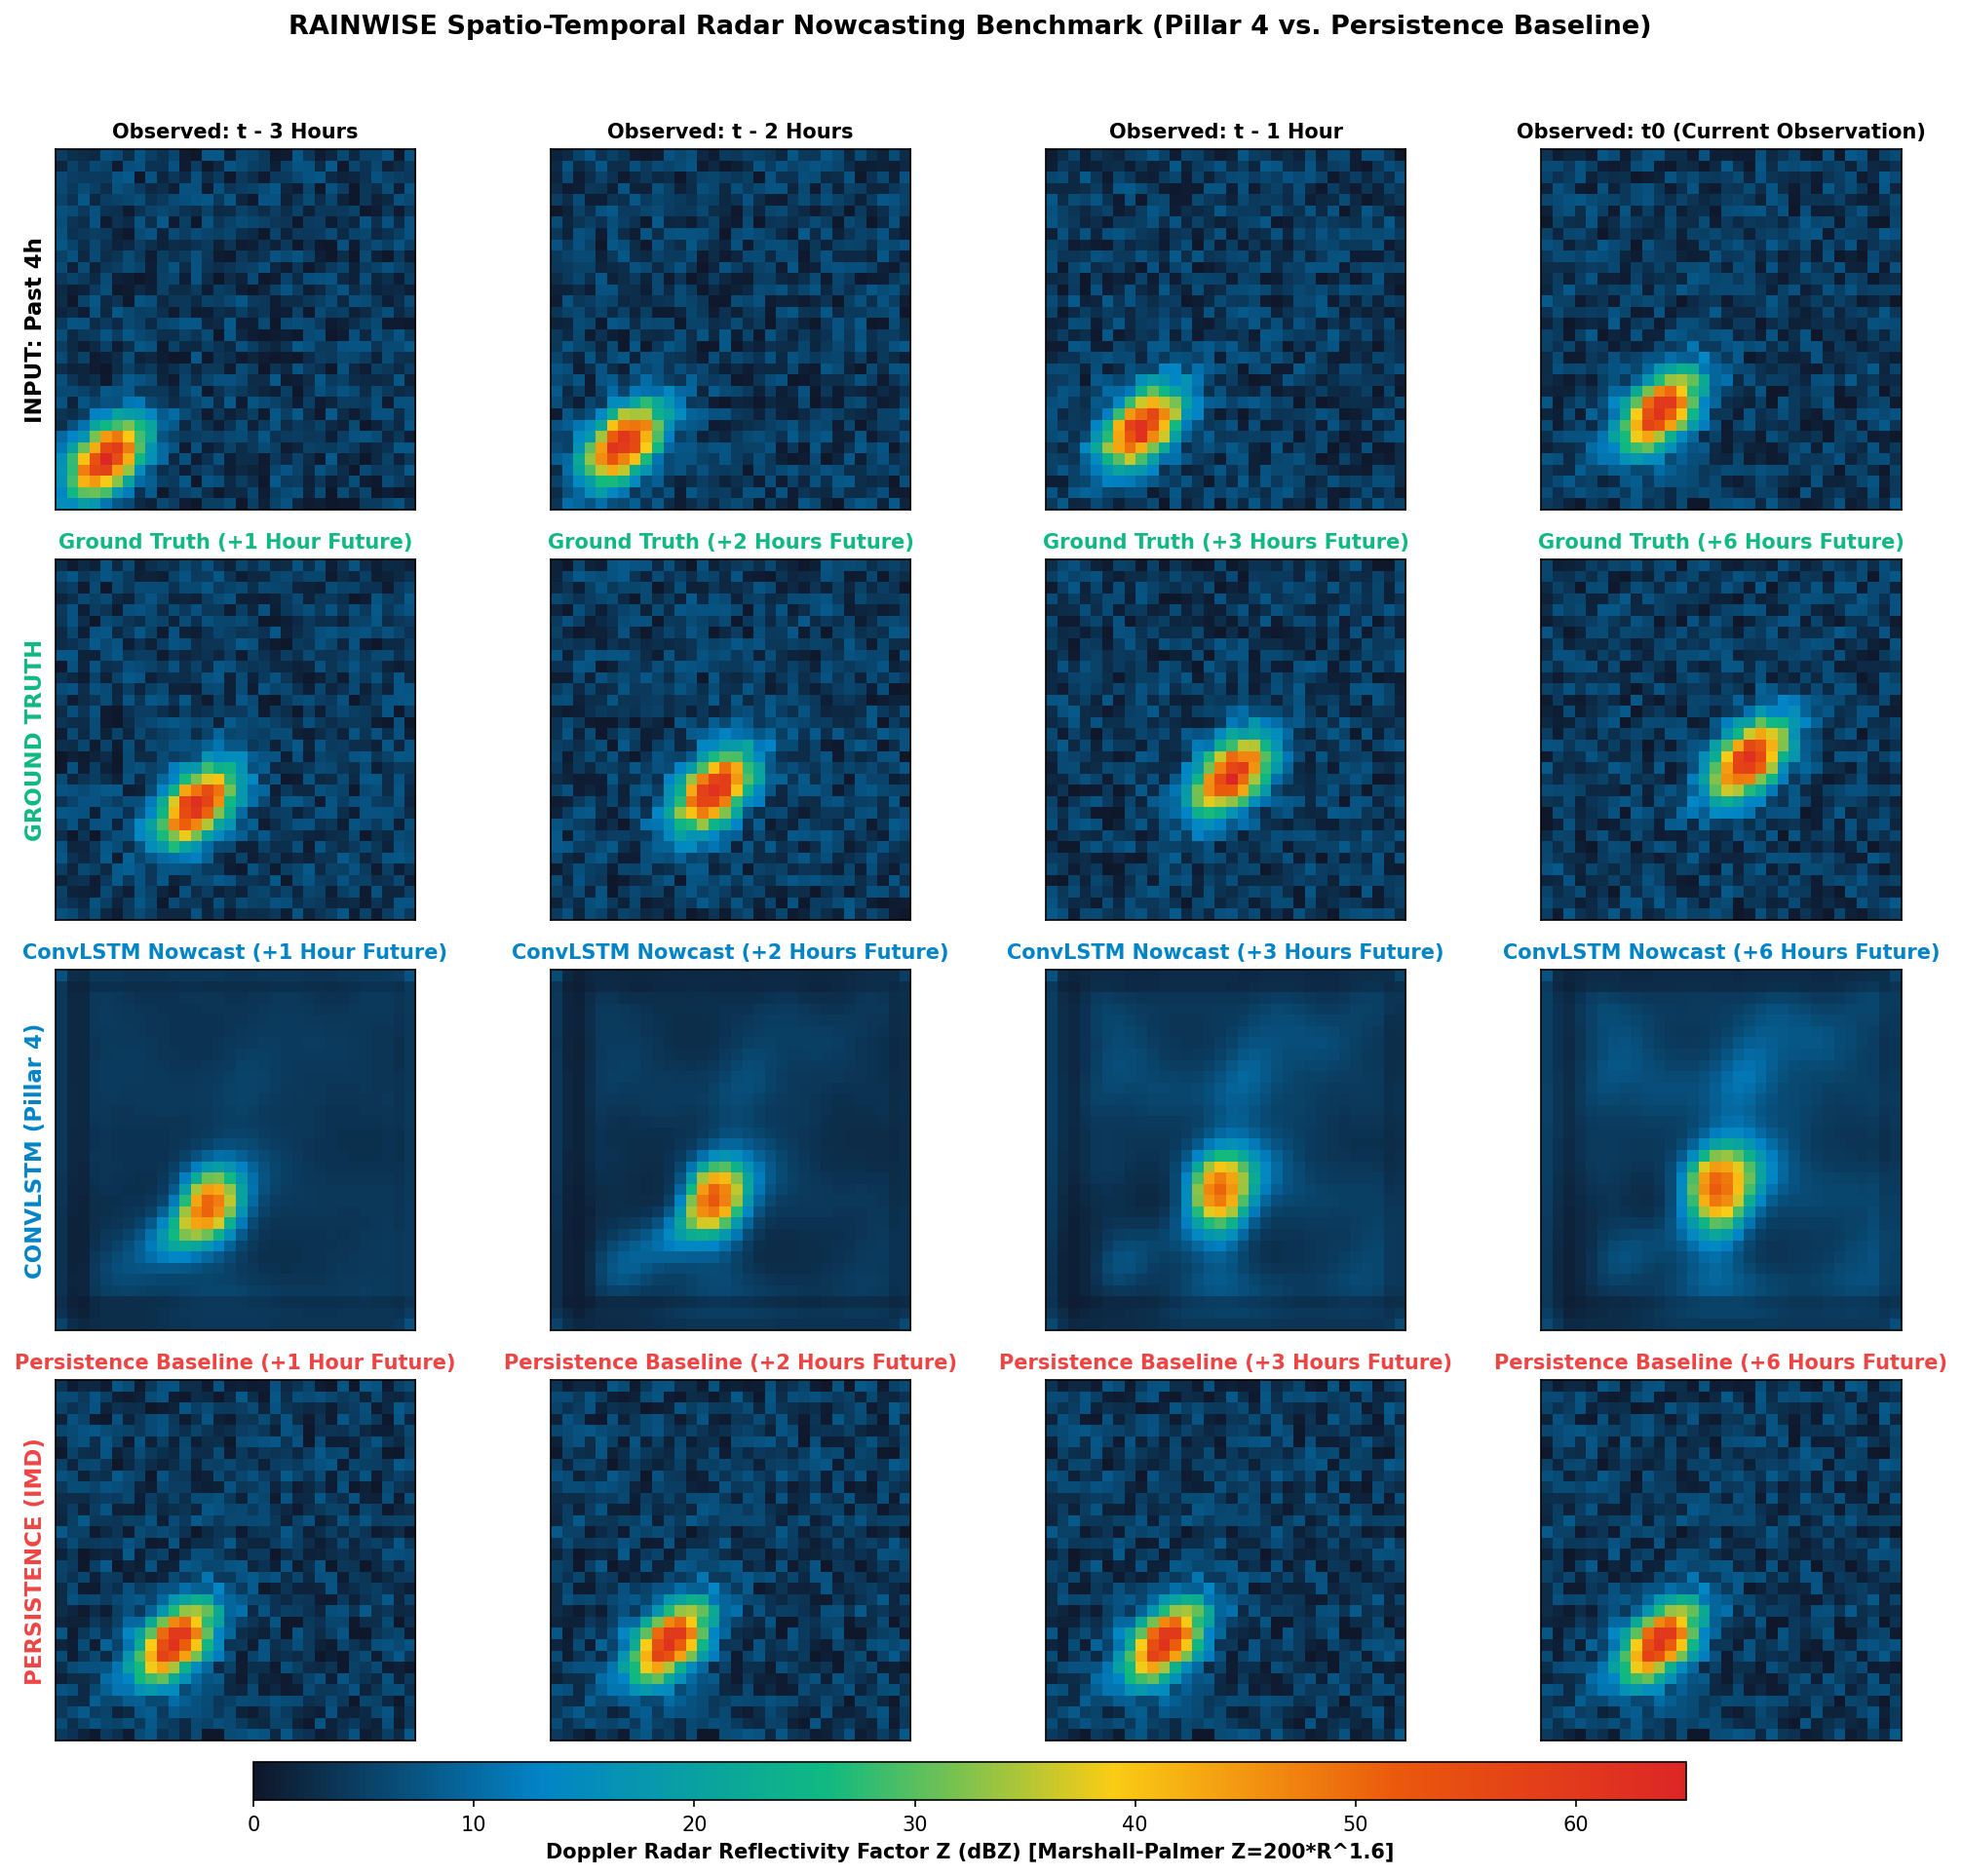 RAINWISE Spatio-Temporal Radar Nowcasting Benchmark (Pillar 4 vs. Persistence Baseline)
Observed: t - 3 Hours
Observed: t - 2 Hours
Observed: t - 1 Hour
Observed: t0 (Current Observation)
INPUT: Past 4h
Ground Truth (+1 Hour Future)
Ground Truth (+2 Hours Future)
Ground Truth (+3 Hours Future)
Ground Truth (+6 Hours Future)
GROUND TRUTH
ConvLSTM Nowcast (+1 Hour Future)
ConvLSTM Nowcast (+2 Hours Future)
ConvLSTM Nowcast (+3 Hours Future)
ConvLSTM Nowcast (+6 Hours Future)
CONVLSTM (Pillar 4)
Persistence Baseline (+1 Hour Future)
Persistence Baseline (+2 Hours Future)
Persistence Baseline (+3 Hours Future)
Persistence Baseline (+6 Hours Future)
PERSISTENCE (IMD)
0 10 20 30 40 50 60
Doppler Radar Reflectivity Factor Z (dBZ) [Marshall-Palmer Z=200*R^1.6]